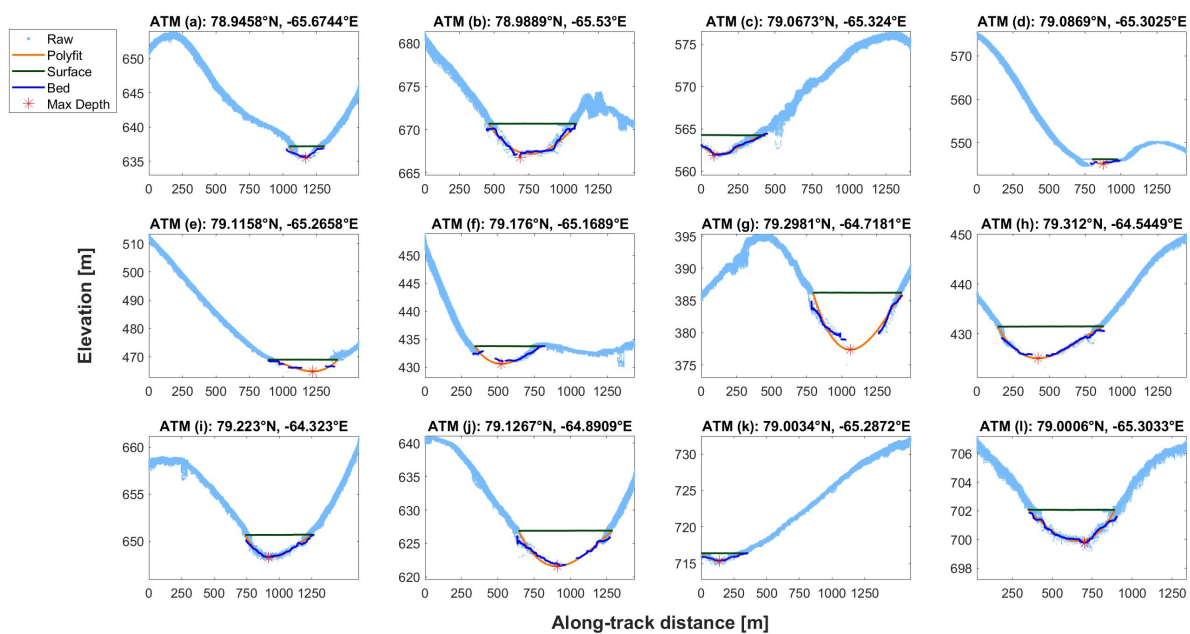 Raw
Polyfit
Surface
Bed
Max Depth
Elevation [m]
ATM (a): 78.9458°N, -65.6744°E
650
645
640
635
0 250 500 750 1000 1250
ATM (b): 78.9889°N, -65.53°E
680
675
670
665
0 250 500 750 1000 1250
ATM (c): 79.0673°N, -65.324°E
575
570
565
560
0 250 500 750 1000 1250
ATM (d): 79.0869°N, -65.3025°E
570
560
550
0 250 500 750 1000 1250
ATM (e): 79.1158°N, -65.2658°E
510
500
490
480
470
0 250 500 750 1000 1250
ATM (f): 79.176°N, -65.1689°E
450
445
440
435
430
0 250 500 750 1000 1250
ATM (g): 79.2981°N, -64.7181°E
395
390
385
380
375
0 250 500 750 1000 1250
ATM (h): 79.312°N, -64.5449°E
450
440
430
0 250 500 750 1000 1250
ATM (i): 79.223°N, -64.323°E
660
655
650
0 250 500 750 1000 1250
ATM (j): 79.1267°N, -64.8909°E
640
635
630
625
620
0 250 500 750 1000 1250
ATM (k): 79.0034°N, -65.2872°E
730
725
720
715
0 250 500 750 1000 1250
ATM (l): 79.0006°N, -65.3033°E
706
704
702
700
698
0 250 500 750 1000 1250
Along-track distance [m]